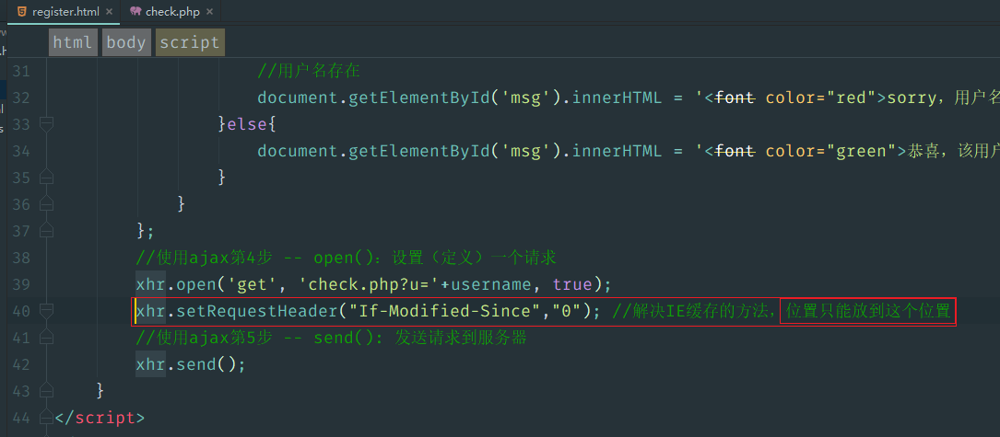 register.html × check.php ×
html body script
31 //用户名存在
32 document.getElementById('msg').innerHTML = '<font color="red">sorry，用户名
33 }else{
34 document.getElementById('msg').innerHTML = '<font color="green">恭喜，该用户
35 }
36 }
37 };
38 //使用ajax第4步 -- open()：设置（定义）一个请求
39 xhr.open('get', 'check.php?u='+username, true);
40 xhr.setRequestHeader("If-Modified-Since","0"); //解决IE缓存的方法，位置只能放到这个位置
41 //使用ajax第5步 -- send()：发送请求到服务器
42 xhr.send();
43 }
44 </script>